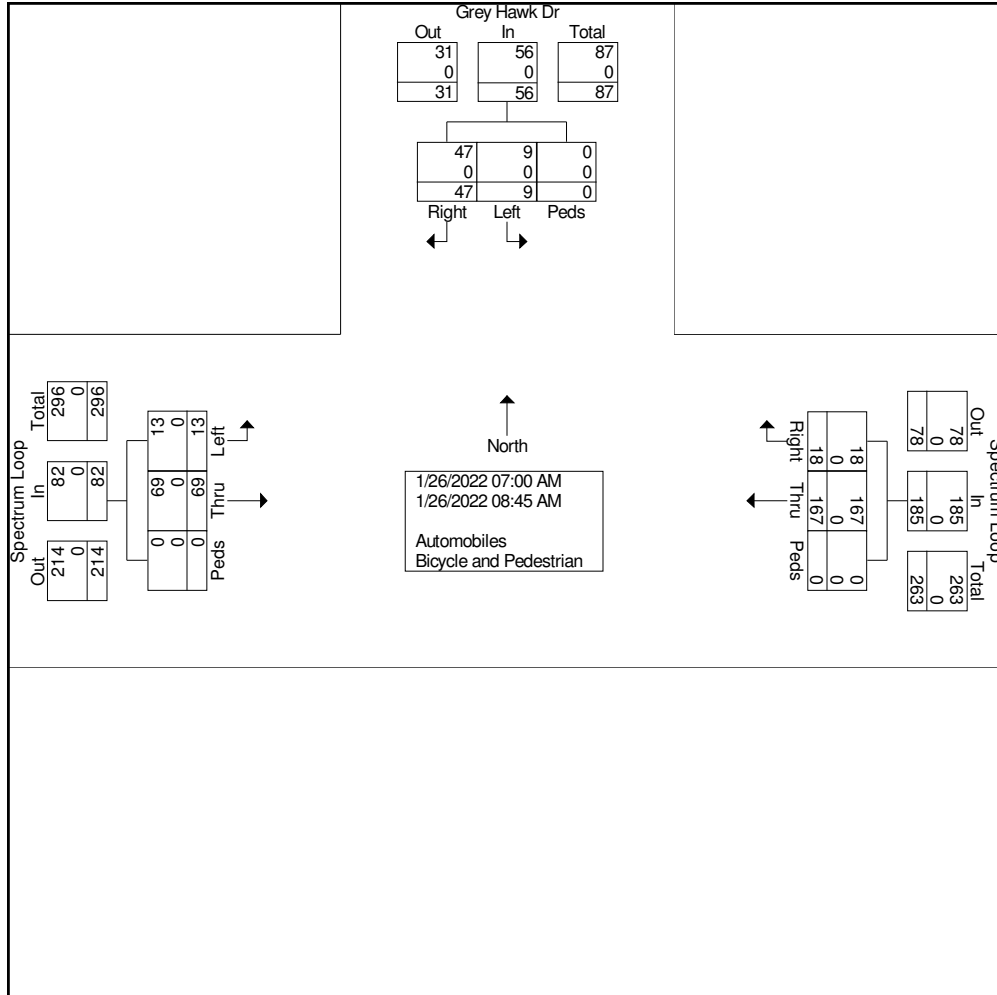 Grey Hawk Dr
Out In Total
31 56 87
0 0 0
31 56 87
47 9 0
0 0 0
47 9 0
Right Left Peds
Spectrum Loop
Total In Out
296 82 214
0 0 0
296 82 214
13 69 0
0 0 0
13 69 0
Left Thru Peds
North
1/26/2022 07:00 AM
1/26/2022 08:45 AM
Automobiles
Bicycle and Pedestrian
Right Thru Peds
18 167 0
0 0 0
18 167 0
Out In Total
78 185 263
0 0 0
78 185 263
Spectrum Loop